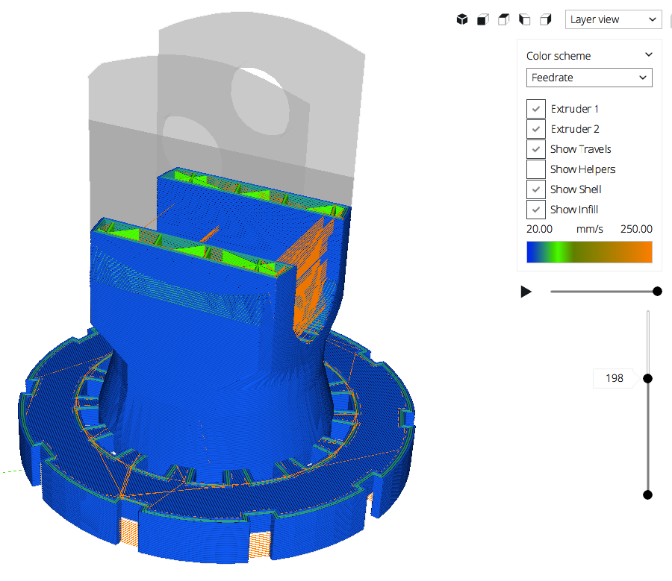 Layer view
Color scheme
Feedrate
Extruder 1
Extruder 2
Show Travels
Show Helpers
Show Shell
Show Infill
20.00 mm/s 250.00
198